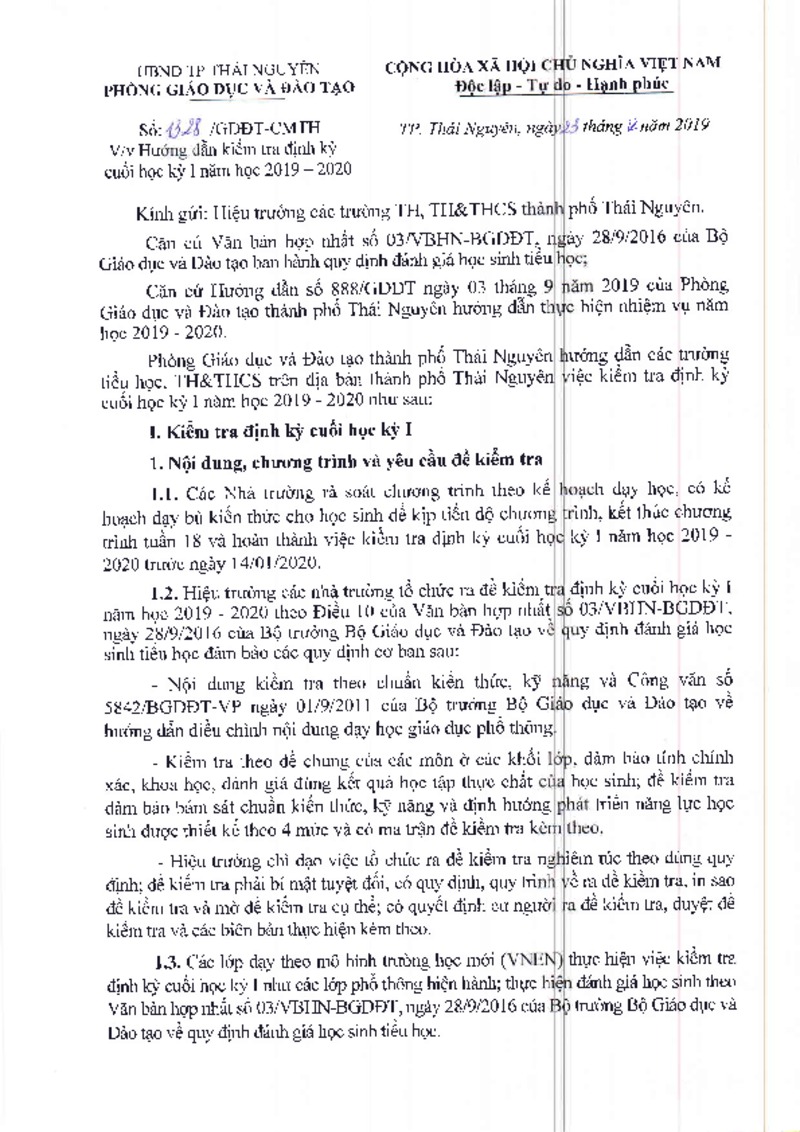 UBND TP THÁI NGUYÊN
PHÒNG GIÁO DỤC VÀ ĐÀO TẠO
CỘNG HÒA XÃ HỘI CHỦ NGHĨA VIỆT NAM
Độc lập - Tự do - Hạnh phúc
Số: 1328 /GDĐT-CMTH
V/v Hướng dẫn kiểm tra định kỳ
cuối học kỳ I năm học 2019 – 2020
TP. Thái Nguyên, ngày 23 tháng 12 năm 2019
Kính gửi: Hiệu trưởng các trường TH, TH&THCS thành phố Thái Nguyên.
Căn cứ Văn bản hợp nhất số 03/VBHN-BGDĐT, ngày 28/9/2016 của Bộ
Giáo dục và Đào tạo ban hành quy định đánh giá học sinh tiểu học;
Căn cứ Hướng dẫn số 888/GDĐT ngày 03 tháng 9 năm 2019 của Phòng
Giáo dục và Đào tạo thành phố Thái Nguyên hướng dẫn thực hiện nhiệm vụ năm
học 2019 - 2020.
Phòng Giáo dục và Đào tạo thành phố Thái Nguyên hướng dẫn các trường
tiểu học, TH&THCS trên địa bàn thành phố Thái Nguyên việc kiểm tra định kỳ
cuối học kỳ I năm học 2019 - 2020 như sau:
I. Kiểm tra định kỳ cuối học kỳ I
1. Nội dung, chương trình và yêu cầu đề kiểm tra
1.1. Các Nhà trường rà soát chương trình theo kế hoạch dạy học, có kế
hoạch dạy bù kiến thức cho học sinh để kịp tiến độ chương trình, kết thúc chương
trình tuần 18 và hoàn thành việc kiểm tra định kỳ cuối học kỳ I năm học 2019 -
2020 trước ngày 14/01/2020.
1.2. Hiệu trưởng các nhà trường tổ chức ra đề kiểm tra định kỳ cuối học kỳ I
năm học 2019 - 2020 theo Điều 10 của Văn bản hợp nhất số 03/VBHN-BGDĐT,
ngày 28/9/2016 của Bộ trưởng Bộ Giáo dục và Đào tạo về quy định đánh giá học
sinh tiểu học đảm bảo các quy định cơ bản sau:
- Nội dung kiểm tra theo chuẩn kiến thức, kỹ năng và Công văn số
5842/BGDĐT-VP ngày 01/9/2011 của Bộ trưởng Bộ Giáo dục và Đào tạo về
hướng dẫn điều chỉnh nội dung dạy học giáo dục phổ thông.
- Kiểm tra theo đề chung của các môn ở các khối lớp, đảm bảo tính chính
xác, khoa học, đánh giá đúng kết quả học tập thực chất của học sinh; đề kiểm tra
đảm bảo bám sát chuẩn kiến thức, kỹ năng và định hướng phát triển năng lực học
sinh được thiết kế theo 4 mức và có ma trận đề kiểm tra kèm theo.
- Hiệu trưởng chỉ đạo việc tổ chức ra đề kiểm tra nghiêm túc theo đúng quy
định; đề kiểm tra phải bí mật tuyệt đối, có quy định, quy trình về ra đề kiểm tra, in sao
đề kiểm tra và mở đề kiểm tra cụ thể; có quyết định cử người ra đề kiểm tra, duyệt đề
kiểm tra và các biên bản thực hiện kèm theo.
1.3. Các lớp dạy theo mô hình trường học mới (VNEN) thực hiện việc kiểm tra
định kỳ cuối học kỳ I như các lớp phổ thông hiện hành; thực hiện đánh giá học sinh theo
Văn bản hợp nhất số 03/VBHN-BGDĐT, ngày 28/9/2016 của Bộ trưởng Bộ Giáo dục và
Đào tạo về quy định đánh giá học sinh tiểu học.